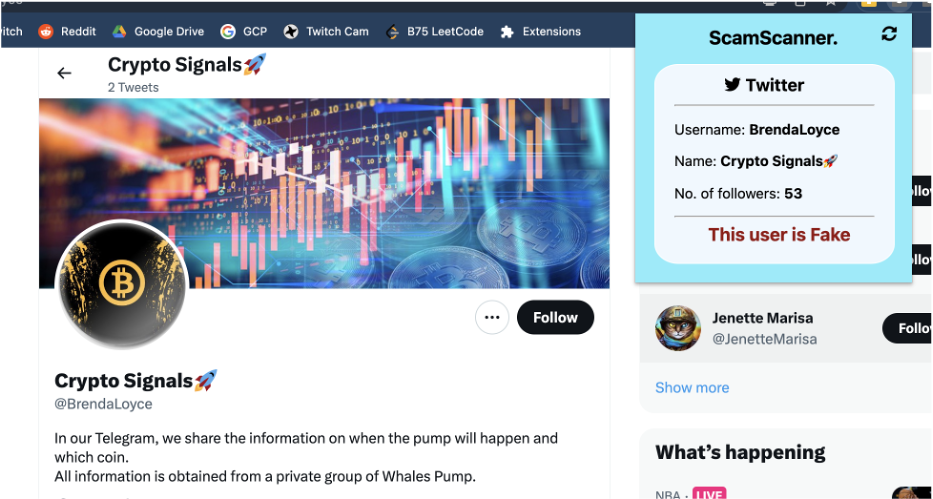 Reddit
Google Drive
GCP
Twitch Cam
B75 LeetCode
Extensions
ScamScanner.
Twitter
Username: BrendaLoyce
Name: Crypto Signals🚀
No. of followers: 53
This user is Fake
Crypto Signals🚀
2 Tweets
Follow
Crypto Signals🚀
@BrendaLoyce
In our Telegram, we share the information on when the pump will happen and
which coin.
All information is obtained from a private group of Whales Pump.
Jenette Marisa
@JenetteMarisa
Follo
Show more
What’s happening
NBA · LIVE